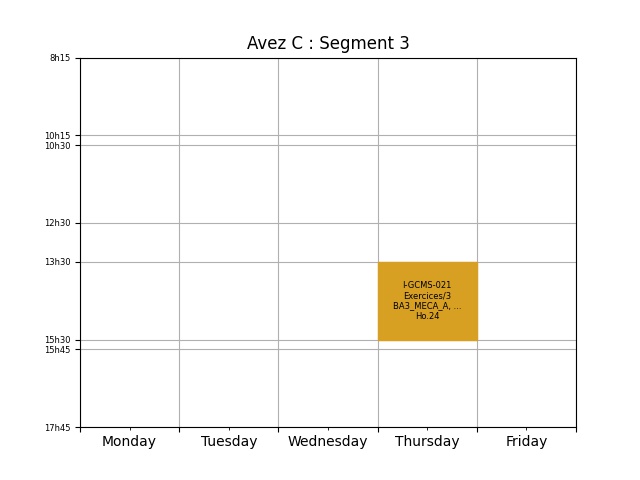 Avez C : Segment 3
8h15
10h15
10h30
12h30
13h30
I-GCMS-021
Exercices/3
BA3_MECA_A, ...
Ho.24
15h30
15h45
17h45
Monday Tuesday Wednesday Thursday Friday